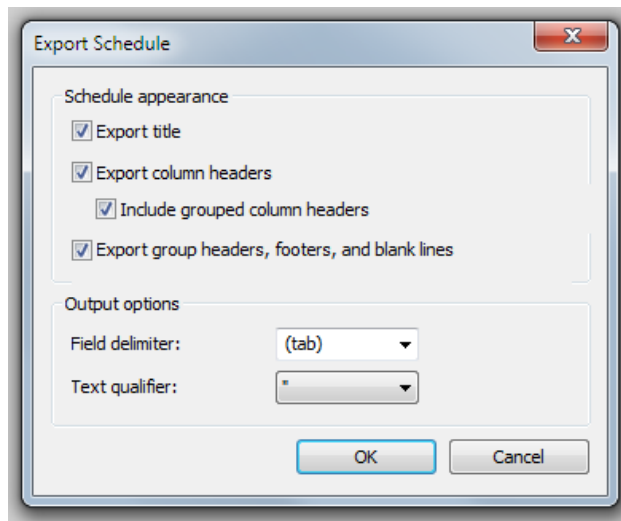 Export Schedule
Schedule appearance
Export title
Export column headers
Include grouped column headers
Export group headers, footers, and blank lines
Output options
Field delimiter: (tab)
Text qualifier: "
OK Cancel